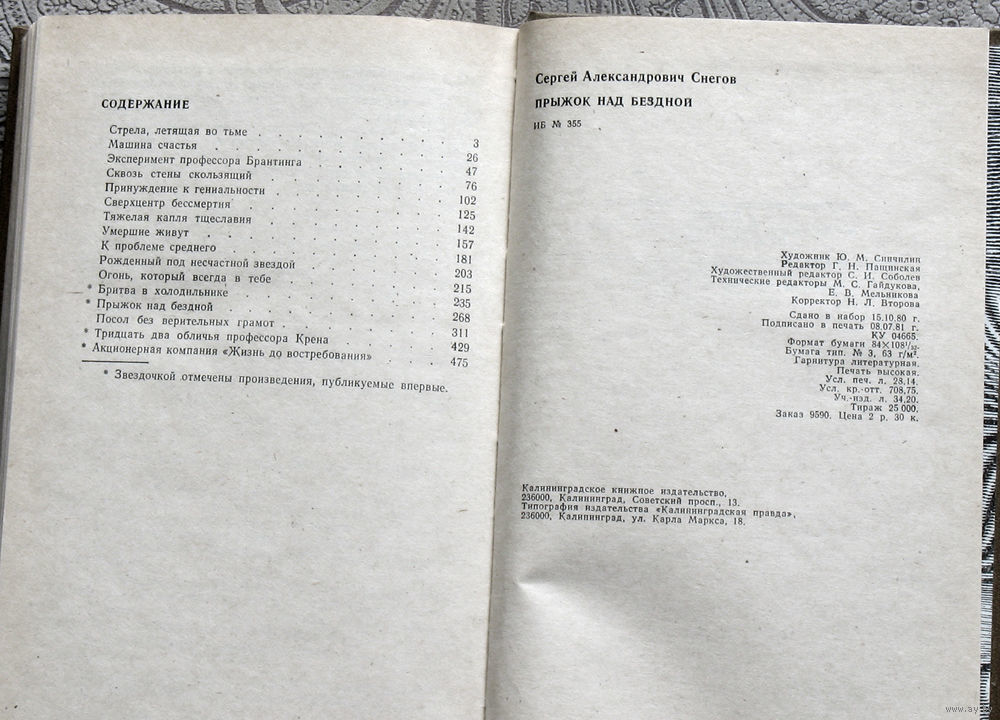 СОДЕРЖАНИЕ
Стрела, летящая во тьме . . . . . . . . 3
Машина счастья . . . . . . . . 26
Эксперимент профессора Брантинга . . . . . . . . 47
Сквозь стены скользящий . . . . . . . . 76
Принуждение к гениальности . . . . . . . . 102
Сверхцентр бессмертия . . . . . . . . 125
Тяжелая капля тщеславия . . . . . . . . 142
Умершие живут . . . . . . . . 157
К проблеме среднего . . . . . . . . 181
Рожденный под несчастной звездой . . . . . . . . 203
Огонь, который всегда в тебе . . . . . . . . 215
* Бритва в холодильнике . . . . . . . . 235
* Прыжок над бездной . . . . . . . . 268
Посол без верительных грамот . . . . . . . . 311
* Тридцать два обличья профессора Крена . . . . . . 429
* Акционерная компания «Жизнь до востребования» . . . . 475
* Звездочкой отмечены произведения, публикуемые впервые.
Сергей Александрович Снегов
ПРЫЖОК НАД БЕЗДНОЙ
ИБ № 355
Художник Ю. М. Синчилин
Редактор Г. Н. Пащинская
Художественный редактор С. И. Соболев
Технические редакторы М. С. Гайдукова,
Е. В. Мельникова
Корректор Н. Л. Второва
Сдано в набор 15.10.80 г.
Подписано в печать 08.07.81 г.
КУ 04665.
Формат бумаги 84×108¹/₃₂.
Бумага тип. № 3, 63 г/м².
Гарнитура литературная.
Печать высокая.
Усл. печ. л. 28,14.
Усл. кр.-отт. 708,75.
Уч.-изд. л. 34,20.
Тираж 25 000.
Заказ 9590. Цена 2 р. 30 к.
Калининградское книжное издательство,
236000, Калининград, Советский просп., 13.
Типография издательства «Калининградская правда»,
236000, Калининград, ул. Карла Маркса, 18.